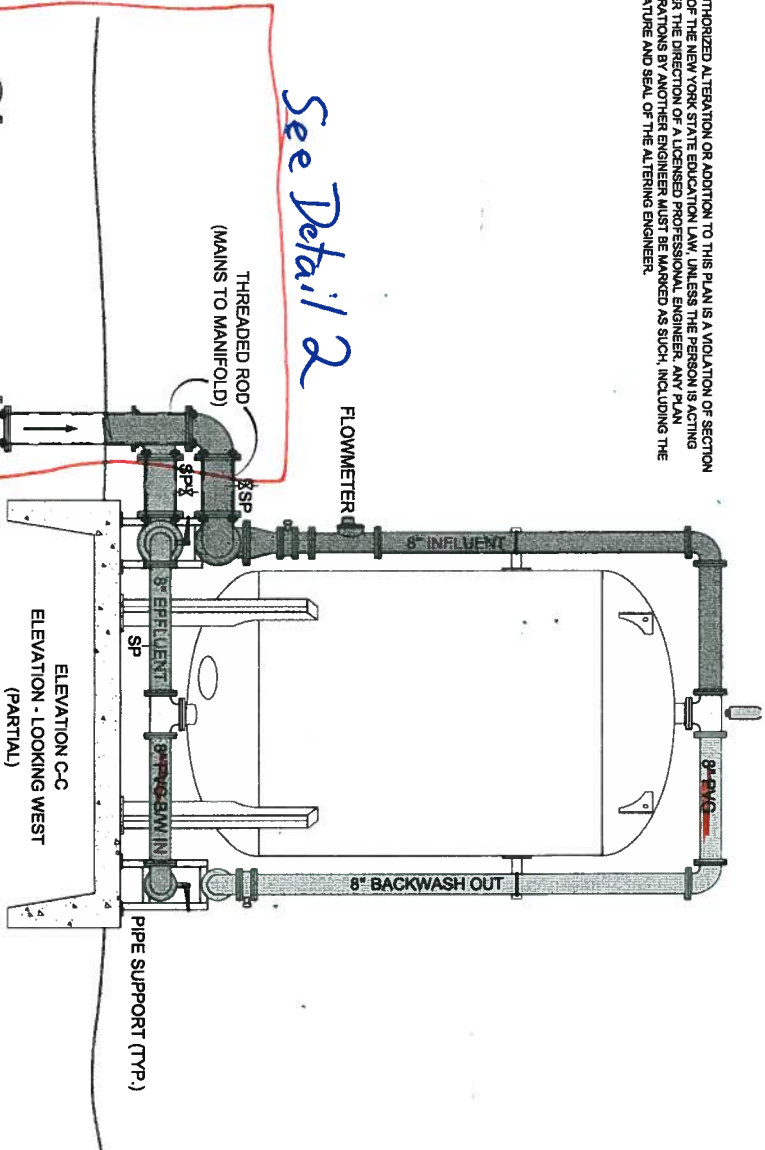 THORIZED ALTERATION OR ADDITION TO THIS PLAN IS A VIOLATION OF SECTION
OF THE NEW YORK STATE EDUCATION LAW, UNLESS THE PERSON IS ACTING
R THE DIRECTION OF A LICENSED PROFESSIONAL ENGINEER. ANY PLAN
RATIONS BY ANOTHER ENGINEER MUST BE MARKED AS SUCH, INCLUDING THE
ATURE AND SEAL OF THE ALTERING ENGINEER.
See Detail 2
THREADED ROD
(MAINS TO MANIFOLD)
FLOWMETER
SP
SP
8" INFLUENT
8" PVC
8" EFFLUENT
SP
8" PVC B/W IN
8" BACKWASH OUT
PIPE SUPPORT (TYP.)
ELEVATION C-C
ELEVATION - LOOKING WEST
(PARTIAL)